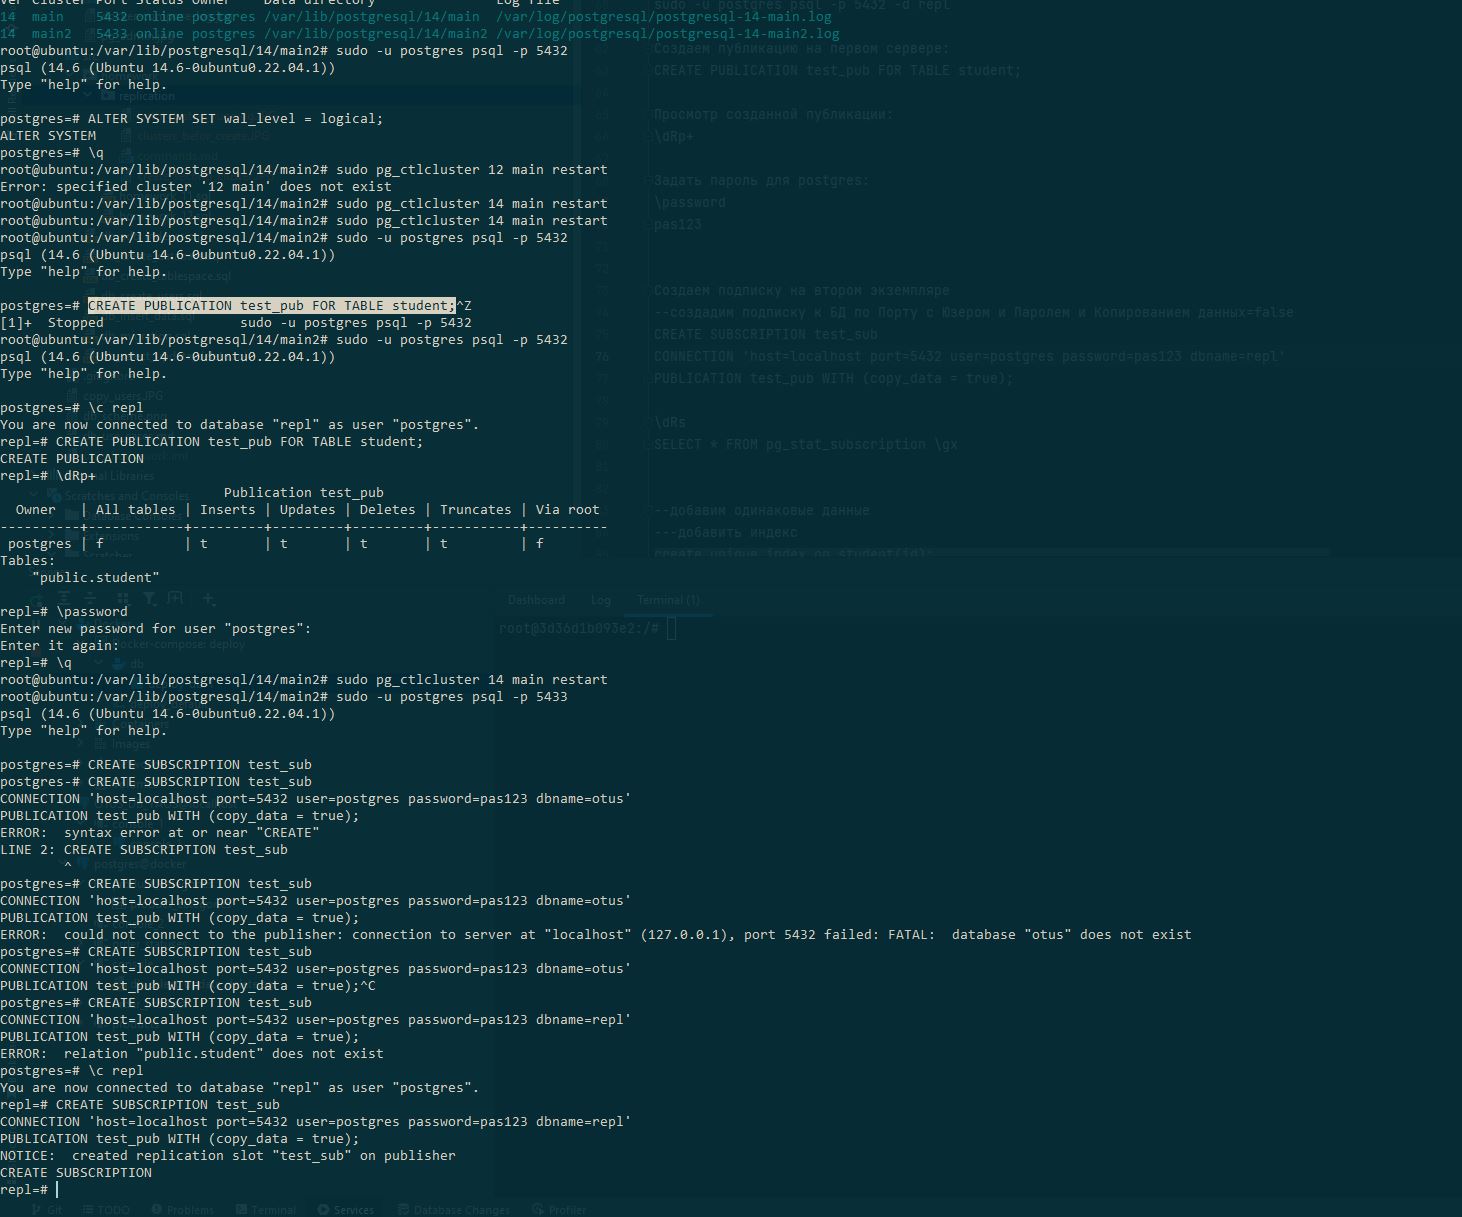 Ver Cluster Port Status Owner    Data directory               Log file
14  main    5432 online postgres /var/lib/postgresql/14/main  /var/log/postgresql/postgresql-14-main.log
14  main2   5433 online postgres /var/lib/postgresql/14/main2 /var/log/postgresql/postgresql-14-main2.log
root@ubuntu:/var/lib/postgresql/14/main2# sudo -u postgres psql -p 5432
psql (14.6 (Ubuntu 14.6-0ubuntu0.22.04.1))
Type "help" for help.
postgres=# ALTER SYSTEM SET wal_level = logical;
ALTER SYSTEM
postgres=# \q
root@ubuntu:/var/lib/postgresql/14/main2# sudo pg_ctlcluster 12 main restart
Error: specified cluster '12 main' does not exist
root@ubuntu:/var/lib/postgresql/14/main2# sudo pg_ctlcluster 14 main restart
root@ubuntu:/var/lib/postgresql/14/main2# sudo pg_ctlcluster 14 main restart
root@ubuntu:/var/lib/postgresql/14/main2# sudo -u postgres psql -p 5432
psql (14.6 (Ubuntu 14.6-0ubuntu0.22.04.1))
Type "help" for help.
postgres=# CREATE PUBLICATION test_pub FOR TABLE student;^Z
[1]+  Stopped                 sudo -u postgres psql -p 5432
root@ubuntu:/var/lib/postgresql/14/main2# sudo -u postgres psql -p 5432
psql (14.6 (Ubuntu 14.6-0ubuntu0.22.04.1))
Type "help" for help.
postgres=# \c repl
You are now connected to database "repl" as user "postgres".
repl=# CREATE PUBLICATION test_pub FOR TABLE student;
CREATE PUBLICATION
repl=# \dRp+
                            Publication test_pub
  Owner   | All tables | Inserts | Updates | Deletes | Truncates | Via root
----------+------------+---------+---------+---------+-----------+----------
 postgres | f          | t       | t       | t       | t         | f
Tables:
    "public.student"
repl=# \password
Enter new password for user "postgres":
Enter it again:
repl=# \q
root@ubuntu:/var/lib/postgresql/14/main2# sudo pg_ctlcluster 14 main restart
root@ubuntu:/var/lib/postgresql/14/main2# sudo -u postgres psql -p 5433
psql (14.6 (Ubuntu 14.6-0ubuntu0.22.04.1))
Type "help" for help.
postgres=# CREATE SUBSCRIPTION test_sub
postgres-# CREATE SUBSCRIPTION test_sub
CONNECTION 'host=localhost port=5432 user=postgres password=pas123 dbname=otus'
PUBLICATION test_pub WITH (copy_data = true);
ERROR:  syntax error at or near "CREATE"
LINE 2: CREATE SUBSCRIPTION test_sub
        ^
postgres=# CREATE SUBSCRIPTION test_sub
CONNECTION 'host=localhost port=5432 user=postgres password=pas123 dbname=otus'
PUBLICATION test_pub WITH (copy_data = true);
ERROR:  could not connect to the publisher: connection to server at "localhost" (127.0.0.1), port 5432 failed: FATAL:  database "otus" does not exist
postgres=# CREATE SUBSCRIPTION test_sub
CONNECTION 'host=localhost port=5432 user=postgres password=pas123 dbname=otus'
PUBLICATION test_pub WITH (copy_data = true);^C
postgres=# CREATE SUBSCRIPTION test_sub
CONNECTION 'host=localhost port=5432 user=postgres password=pas123 dbname=repl'
PUBLICATION test_pub WITH (copy_data = true);
ERROR:  relation "public.student" does not exist
postgres=# \c repl
You are now connected to database "repl" as user "postgres".
repl=# CREATE SUBSCRIPTION test_sub
CONNECTION 'host=localhost port=5432 user=postgres password=pas123 dbname=repl'
PUBLICATION test_pub WITH (copy_data = true);
NOTICE:  created replication slot "test_sub" on publisher
CREATE SUBSCRIPTION
repl=#
sudo -u postgres psql -p 5432 -d repl
Создаем публикацию на первом сервере:
CREATE PUBLICATION test_pub FOR TABLE student;
Просмотр созданной публикации:
\dRp+
Задать пароль для postgres:
\password
pas123
72
Создаем подписку на втором экземпляре
--создадим подписку к БД по Порту с Юзером и Паролем и Копированием данных=false
CREATE SUBSCRIPTION test_sub
76 CONNECTION 'host=localhost port=5432 user=postgres password=pas123 dbname=repl'
PUBLICATION test_pub WITH (copy_data = true);
\dRs
SELECT * FROM pg_stat_subscription \gx
--добавим одинаковые данные
---добавить индекс
create unique index on student(id);
replication
commands.md
copy_users.JPG
Scratches and Consoles
Extensions
Dashboard Log Terminal (1)
root@3d36d1b093e2:/#
Docker-compose: deploy
db
Images
postgres@docker
Git TODO Problems Terminal Services Database Changes Profiler